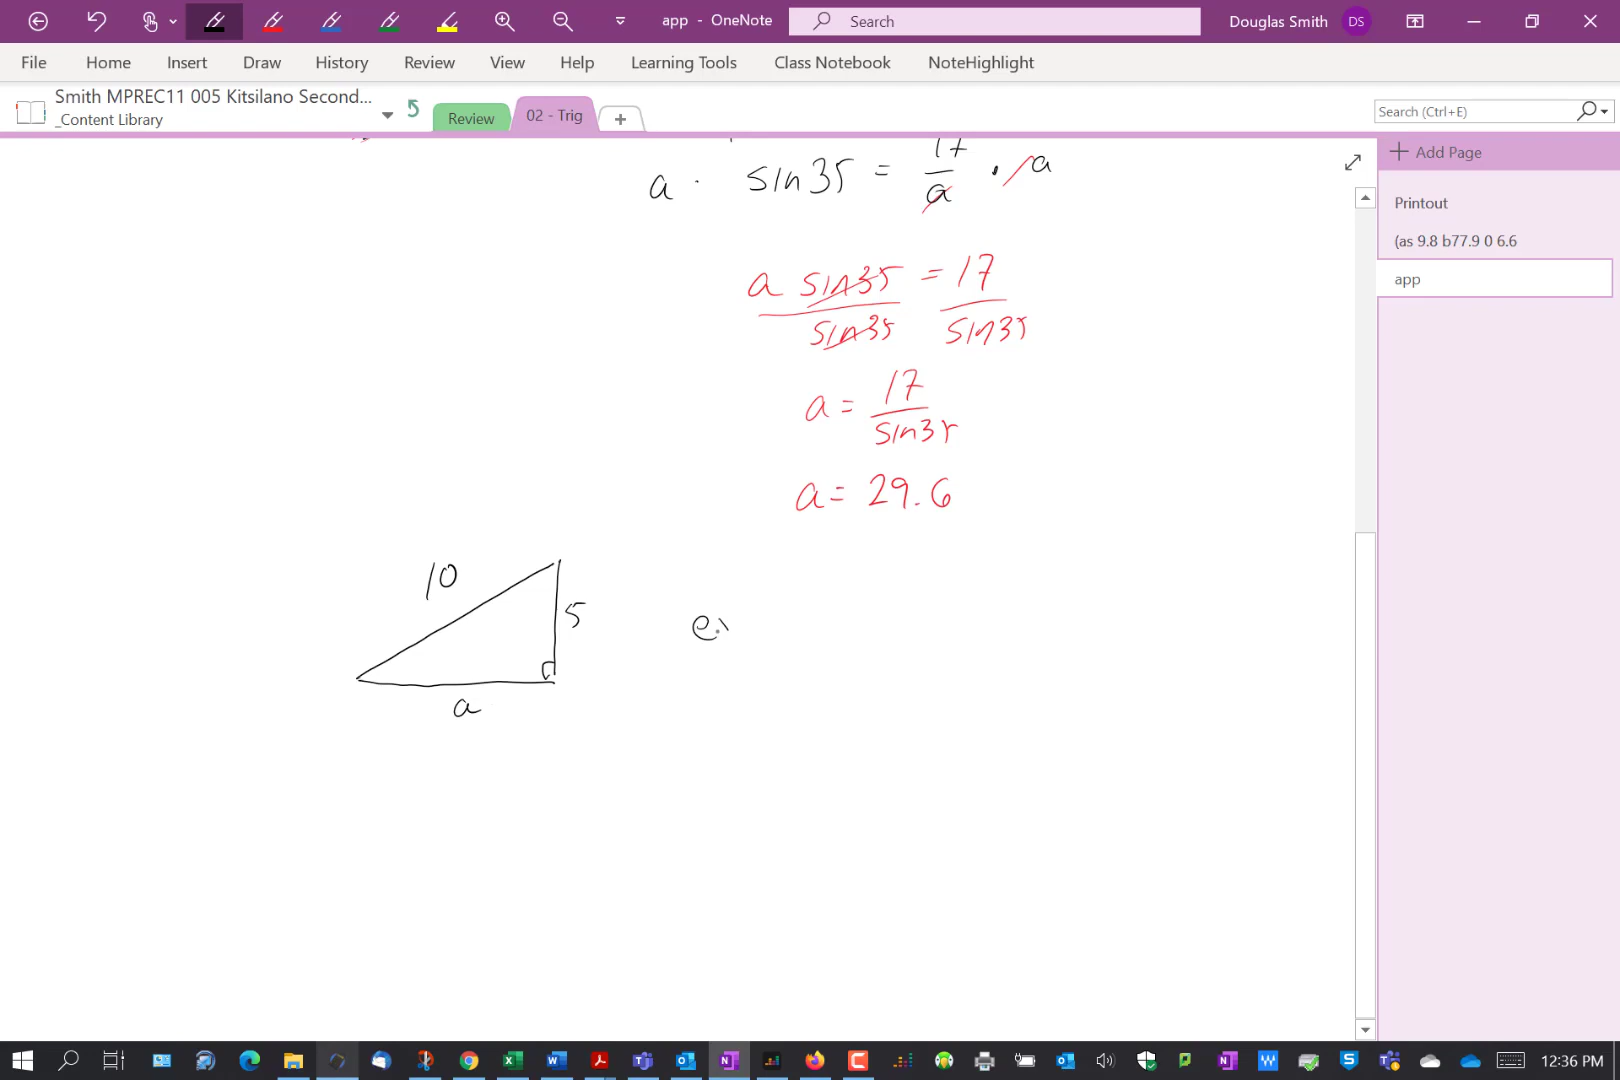 app - OneNote
Search
Douglas Smith DS
File Home Insert Draw History Review View Help Learning Tools Class Notebook NoteHighlight
Smith MPREC11 005 Kitsilano Second...
_Content Library
Review
02 - Trig
Search (Ctrl+E)
Add Page
Printout
(as 9.8 b77.9 0 6.6
app
a · sin35 = 17/a · a
a sin35 = 17
sin35 sin35
a = 17
sin35
a = 29.6
10
5
a
12:36 PM